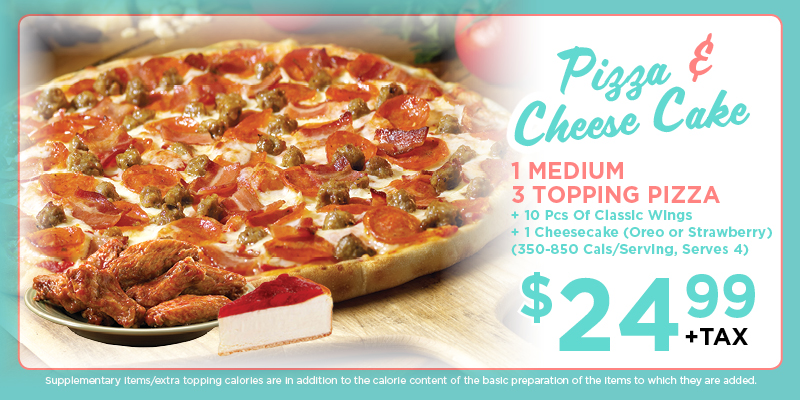 Pizza &
Cheese Cake
1 MEDIUM
3 TOPPING PIZZA
+ 10 Pcs Of Classic Wings
+ 1 Cheesecake (Oreo or Strawberry)
(350-850 Cals/Serving, Serves 4)
$24.99
+TAX
Supplementary items/extra topping calories are in addition to the calorie content of the basic preparation of the items to which they are added.